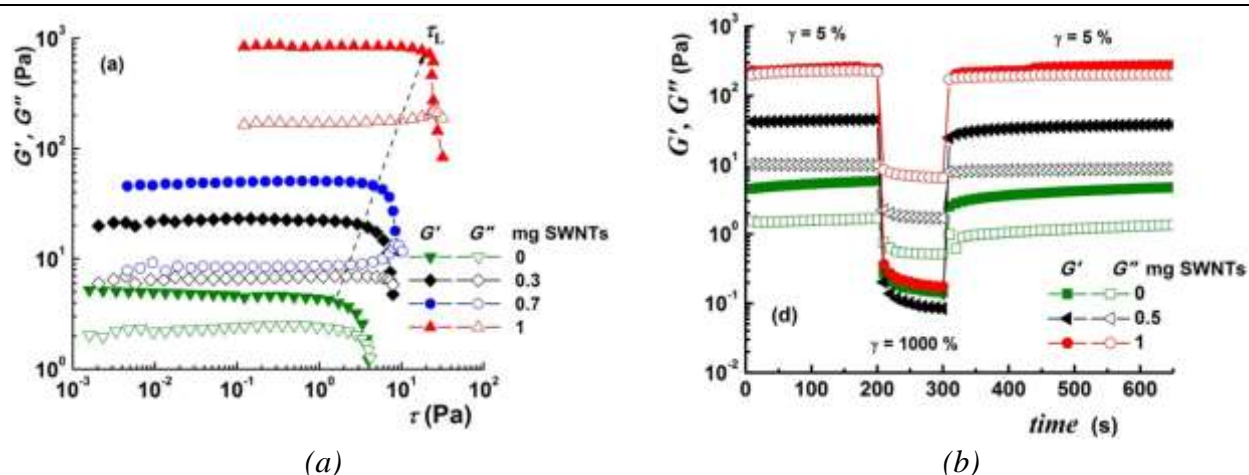 10³
10²
10¹
10⁰
G', G'' (Pa)
(a)
τL
G' G'' mg SWNTs
0
0.3
0.7
1
10⁻³ 10⁻² 10⁻¹ 10⁰ 10¹ 10² 
τ (Pa)
(a)
10³
10²
10¹
10⁰
10⁻¹
10⁻²
G', G'' (Pa)
γ = 5 % γ = 5 %
G' G'' mg SWNTs
0
0.5
1
(d)
γ = 1000 %
0 100 200 300 400 500 600
time (s)
(b)